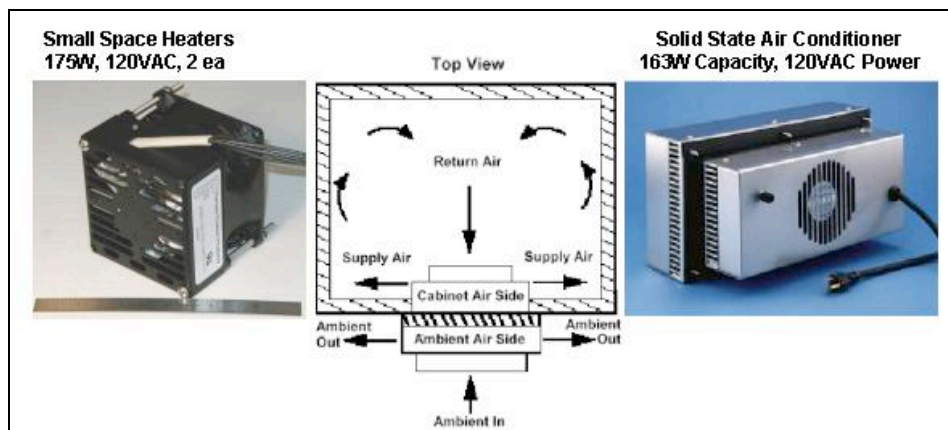 Small Space Heaters
175W, 120VAC, 2 ea
Top View
Return Air
Supply Air
Supply Air
Cabinet Air Side
Ambient
Out
Ambient Air Side
Ambient
Out
Ambient In
Solid State Air Conditioner
163W Capacity, 120VAC Power